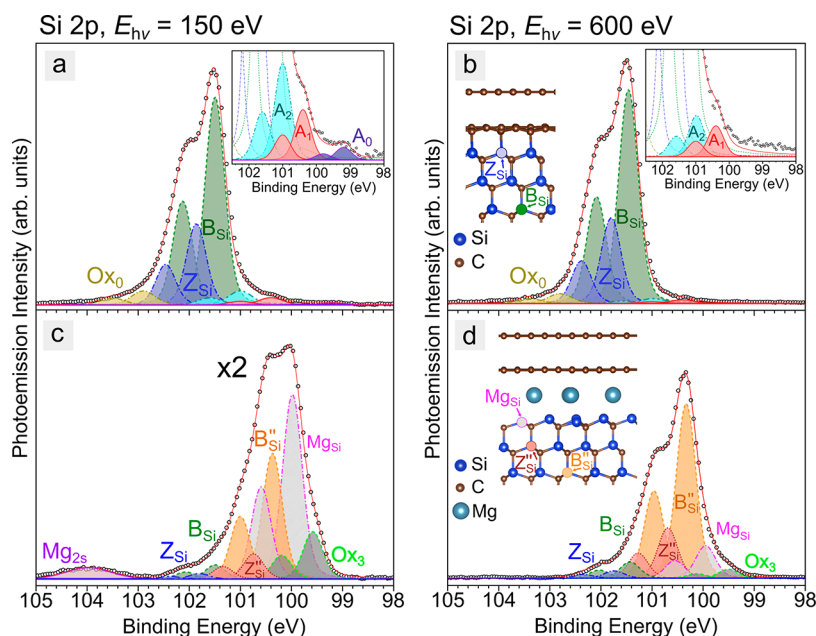 Si 2p, Ehν = 150 eV
Si 2p, Ehν = 600 eV
a
A2
A1
A0
102 101 100 99 98
Binding Energy (eV)
BSi
ZSi
Ox0
Photoemission Intensity (arb. units)
b
ZSi
BSi
Si
C
A2
A1
102 101 100 99 98
Binding Energy (eV)
BSi
ZSi
Ox0
Photoemission Intensity (arb. units)
c
x2
B"Si
MgSi
BSi
ZSi
Mg2s
Z"Si
Ox3
105 104 103 102 101 100 99 98
Binding Energy (eV)
d
MgSi
Z"Si
B"Si
Si
C
Mg
B"Si
BSi
MgSi
ZSi
Z"Si
Ox3
105 104 103 102 101 100 99 98
Binding Energy (eV)